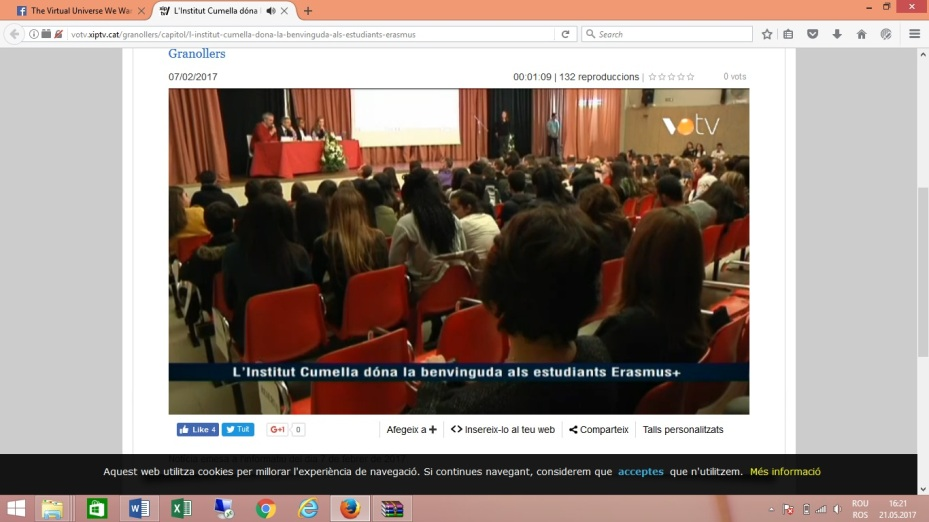 The Virtual Universe We Wa
L'Institut Cumella dóna l
votv.xiptv.cat/granollers/capitol/l-institut-cumella-dona-la-benvinguda-als-estudiants-erasmus
Search
Granollers
07/02/2017
00:01:09 | 132 reproduccions |
0 vots
votv
L'Institut Cumella dóna la benvinguda als estudiants Erasmus+
Like 4
Tuit
G+1 0
Afegeix a +
Insereix-lo al teu web
Comparteix
Talls personalitzats
Aquest web utilitza cookies per millorar l'experiència de navegació. Si continues navegant, considerem que acceptes que n'utilitzem. Més informació
ROU 16:21
ROS 21.05.2017